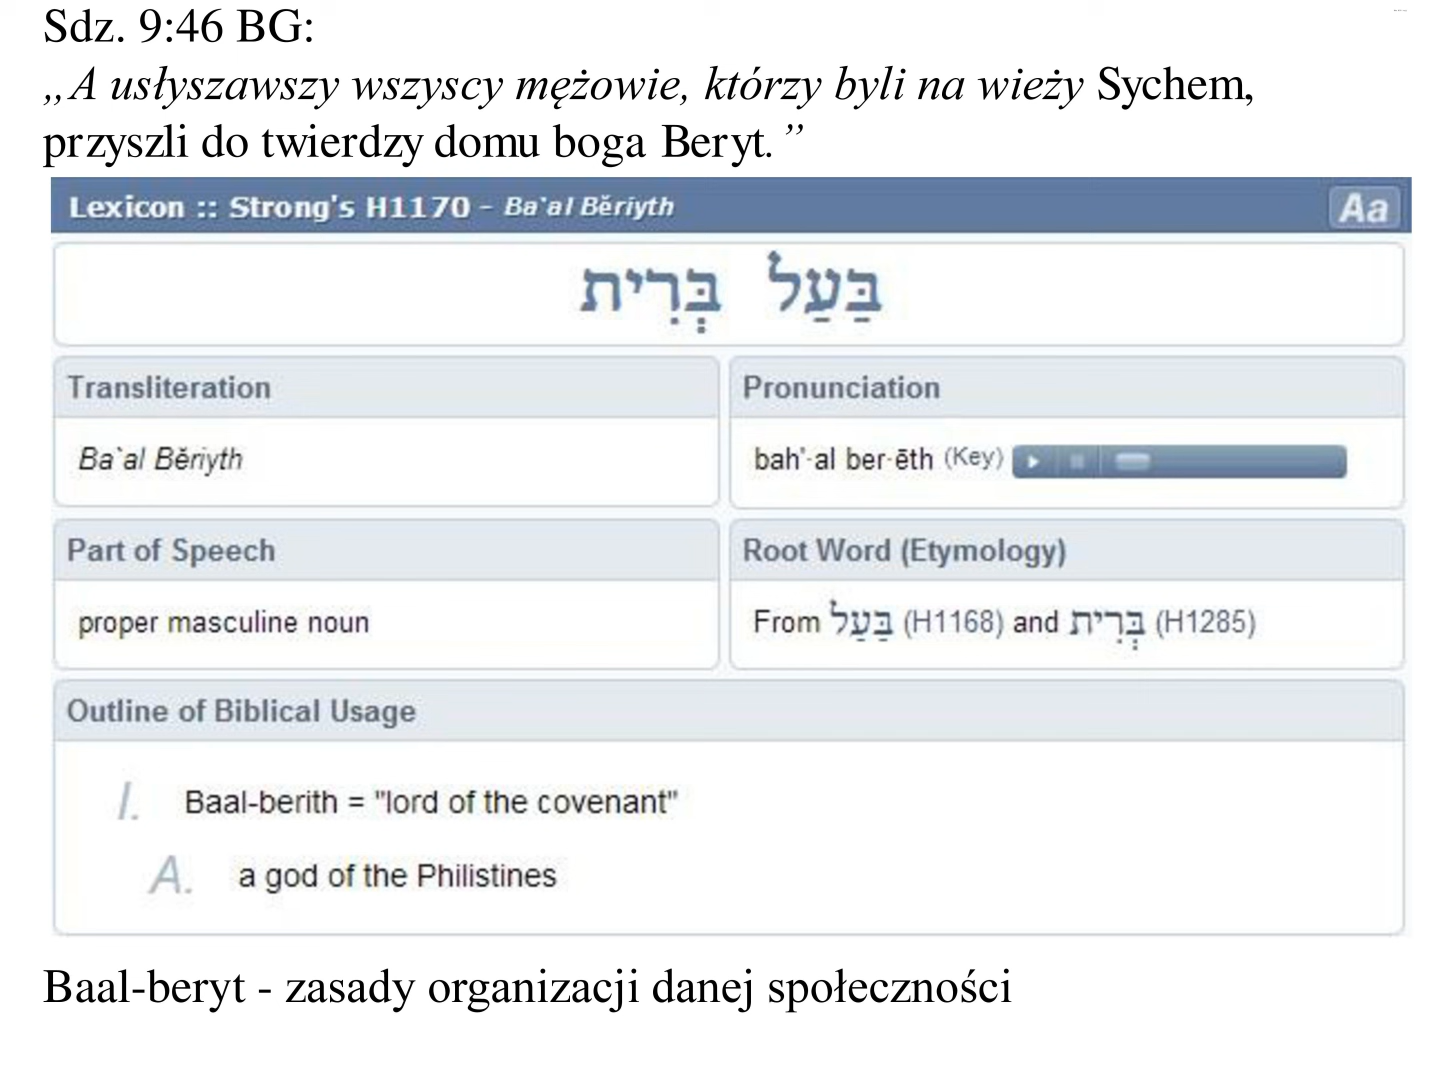 Sdz. 9:46 BG:
„A usłyszawszy wszyscy mężowie, którzy byli na wieży Sychem,
przyszli do twierdzy domu boga Beryt.”
Lexicon :: Strong's H1170 - Ba`al Bĕriyth
Aa
בַּעַל בְּרִית
Transliteration
Pronunciation
Ba`al Bĕriyth
bah'·al ber·ēth (Key)
Part of Speech
Root Word (Etymology)
proper masculine noun
From בַּעַל (H1168) and בְּרִית (H1285)
Outline of Biblical Usage
I. Baal-berith = "lord of the covenant"
A. a god of the Philistines
Baal-beryt - zasady organizacji danej społeczności